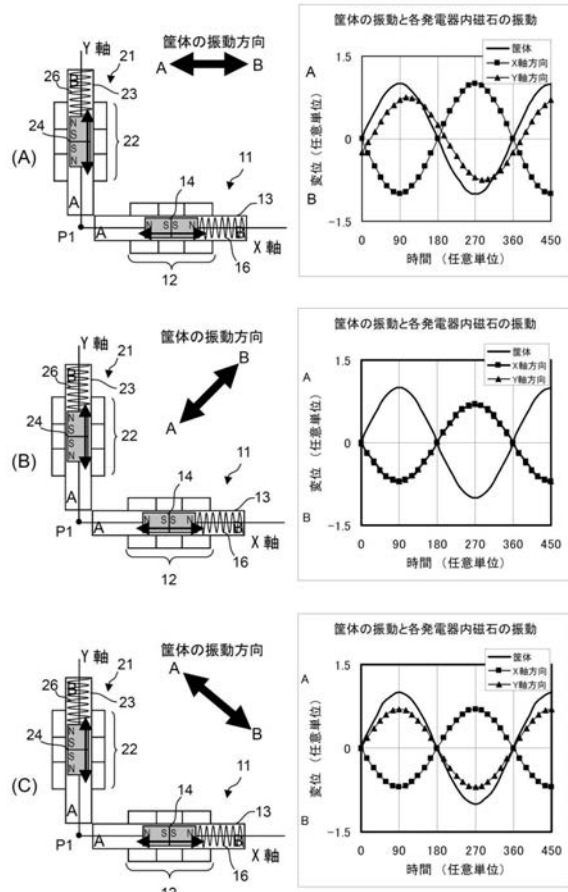 Y 軸
筐体の振動方向
A B
26
21
23
B
24
N
S
S
N
22
(A)
A
11
14
13
N S S N
P1
A
B
X 軸
16
12
筐体の振動と各発電器内磁石の振動
筐体
X軸方向
Y軸方向
A
1.5
変位（任意単位）
0
B
-1.5
0 90 180 270 360 450
時間（任意単位）
Y 軸
筐体の振動方向
B
A
26
21
23
B
24
N
S
S
N
22
(B)
A
11
14
13
N S S N
P1
A
B
X 軸
16
12
筐体の振動と各発電器内磁石の振動
筐体
X軸方向
Y軸方向
A
1.5
変位（任意単位）
0
B
-1.5
0 90 180 270 360 450
時間 （任意単位）
Y 軸
筐体の振動方向
A
B
26
21
23
B
24
N
S
S
N
22
(C)
A
11
14
13
N S S N
P1
A
B
X 軸
16
12
筐体の振動と各発電器内磁石の振動
筐体
X軸方向
Y軸方向
A
1.5
変位（任意単位）
0
B
-1.5
0 90 180 270 360 450
時間 （任意単位）